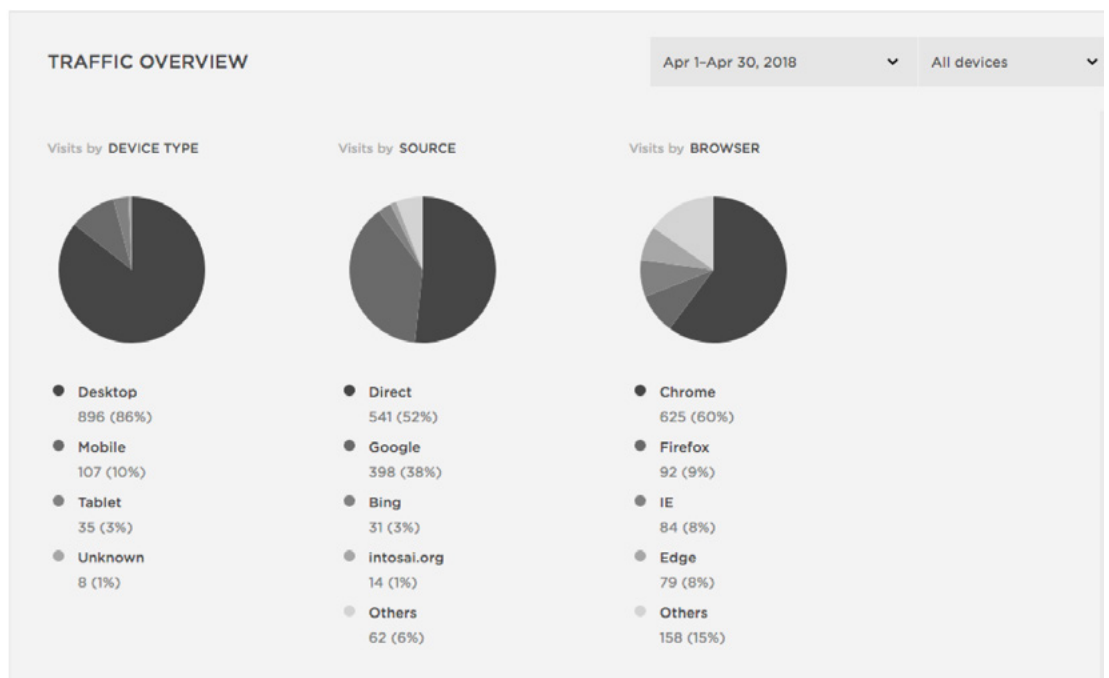 TRAFFIC OVERVIEW
Apr 1–Apr 30, 2018
All devices
Visits by DEVICE TYPE
Desktop
896 (86%)
Mobile
107 (10%)
Tablet
35 (3%)
Unknown
8 (1%)
Visits by SOURCE
Direct
541 (52%)
Google
398 (38%)
Bing
31 (3%)
intosai.org
14 (1%)
Others
62 (6%)
Visits by BROWSER
Chrome
625 (60%)
Firefox
92 (9%)
IE
84 (8%)
Edge
79 (8%)
Others
158 (15%)